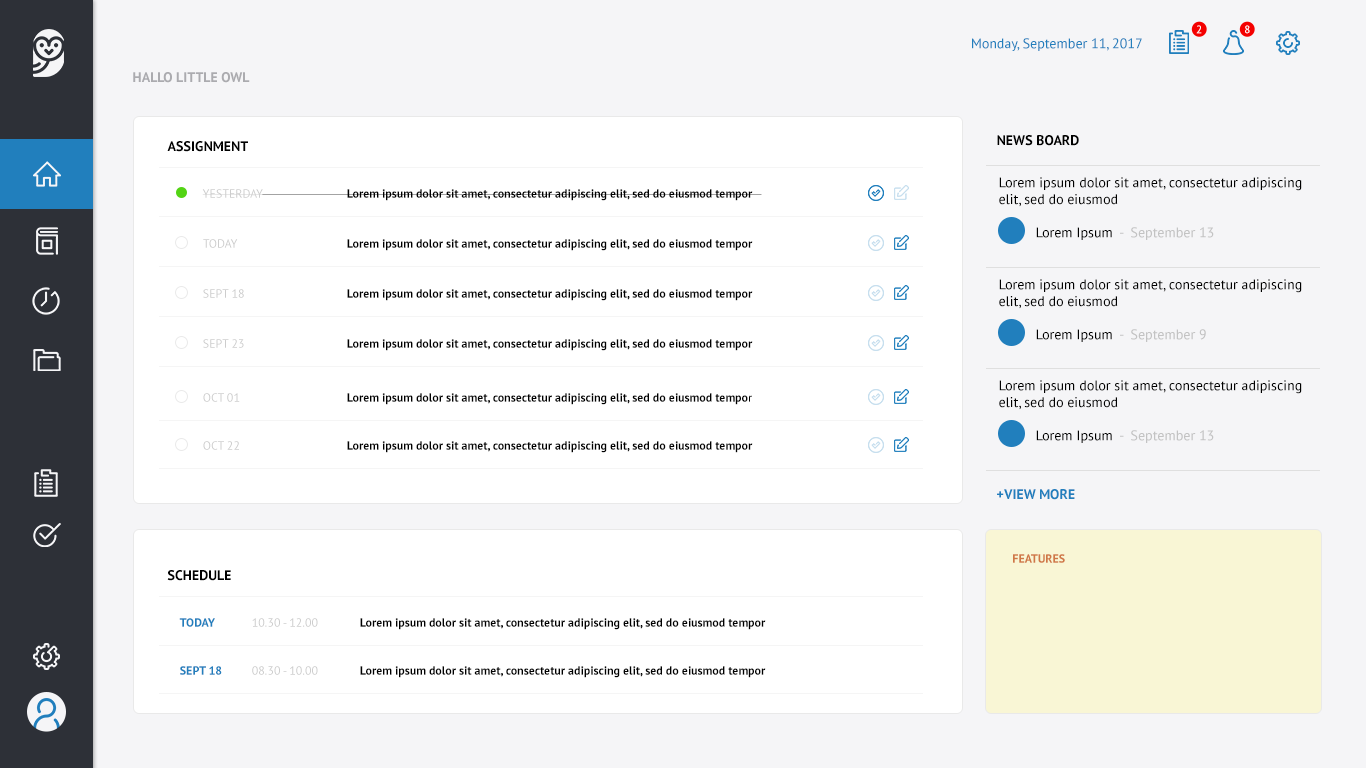 Monday, September 11, 2017
2
8
HALLO LITTLE OWL
ASSIGNMENT
YESTERDAY Lorem ipsum dolor sit amet, consectetur adipiscing elit, sed do eiusmod tempor
TODAY Lorem ipsum dolor sit amet, consectetur adipiscing elit, sed do eiusmod tempor
SEPT 18 Lorem ipsum dolor sit amet, consectetur adipiscing elit, sed do eiusmod tempor
SEPT 23 Lorem ipsum dolor sit amet, consectetur adipiscing elit, sed do eiusmod tempor
OCT 01 Lorem ipsum dolor sit amet, consectetur adipiscing elit, sed do eiusmod tempor
OCT 22 Lorem ipsum dolor sit amet, consectetur adipiscing elit, sed do eiusmod tempor
NEWS BOARD
Lorem ipsum dolor sit amet, consectetur adipiscing
elit, sed do eiusmod
Lorem Ipsum - September 13
Lorem ipsum dolor sit amet, consectetur adipiscing
elit, sed do eiusmod
Lorem Ipsum - September 9
Lorem ipsum dolor sit amet, consectetur adipiscing
elit, sed do eiusmod
Lorem Ipsum - September 13
+VIEW MORE
SCHEDULE
TODAY 10.30 - 12.00 Lorem ipsum dolor sit amet, consectetur adipiscing elit, sed do eiusmod tempor
SEPT 18 08.30 - 10.00 Lorem ipsum dolor sit amet, consectetur adipiscing elit, sed do eiusmod tempor
FEATURES